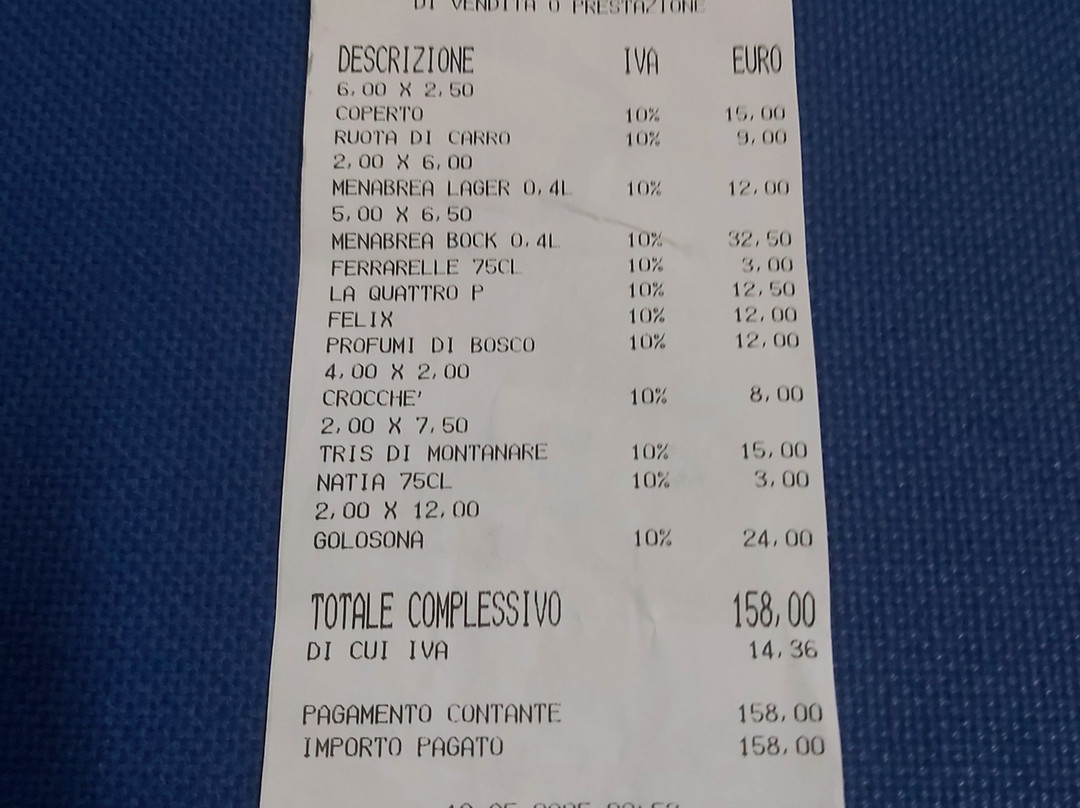 DI VENDITA O PRESTAZIONE
DESCRIZIONE IVA EURO
6,00 X 2,50
COPERTO 10% 15,00
RUOTA DI CARRO 10% 9,00
2,00 X 6,00
MENABREA LAGER 0,4L 10% 12,00
5,00 X 6,50
MENABREA BOCK 0,4L 10% 32,50
FERRARELLE 75CL 10% 3,00
LA QUATTRO P 10% 12,50
FELIX 10% 12,00
PROFUMI DI BOSCO 10% 12,00
4,00 X 2,00
CROCCHE' 10% 8,00
2,00 X 7,50
TRIS DI MONTANARE 10% 15,00
NATIA 75CL 10% 3,00
2,00 X 12,00
GOLOSONA 10% 24,00
TOTALE COMPLESSIVO 158,00
DI CUI IVA 14,36
PAGAMENTO CONTANTE 158,00
IMPORTO PAGATO 158,00